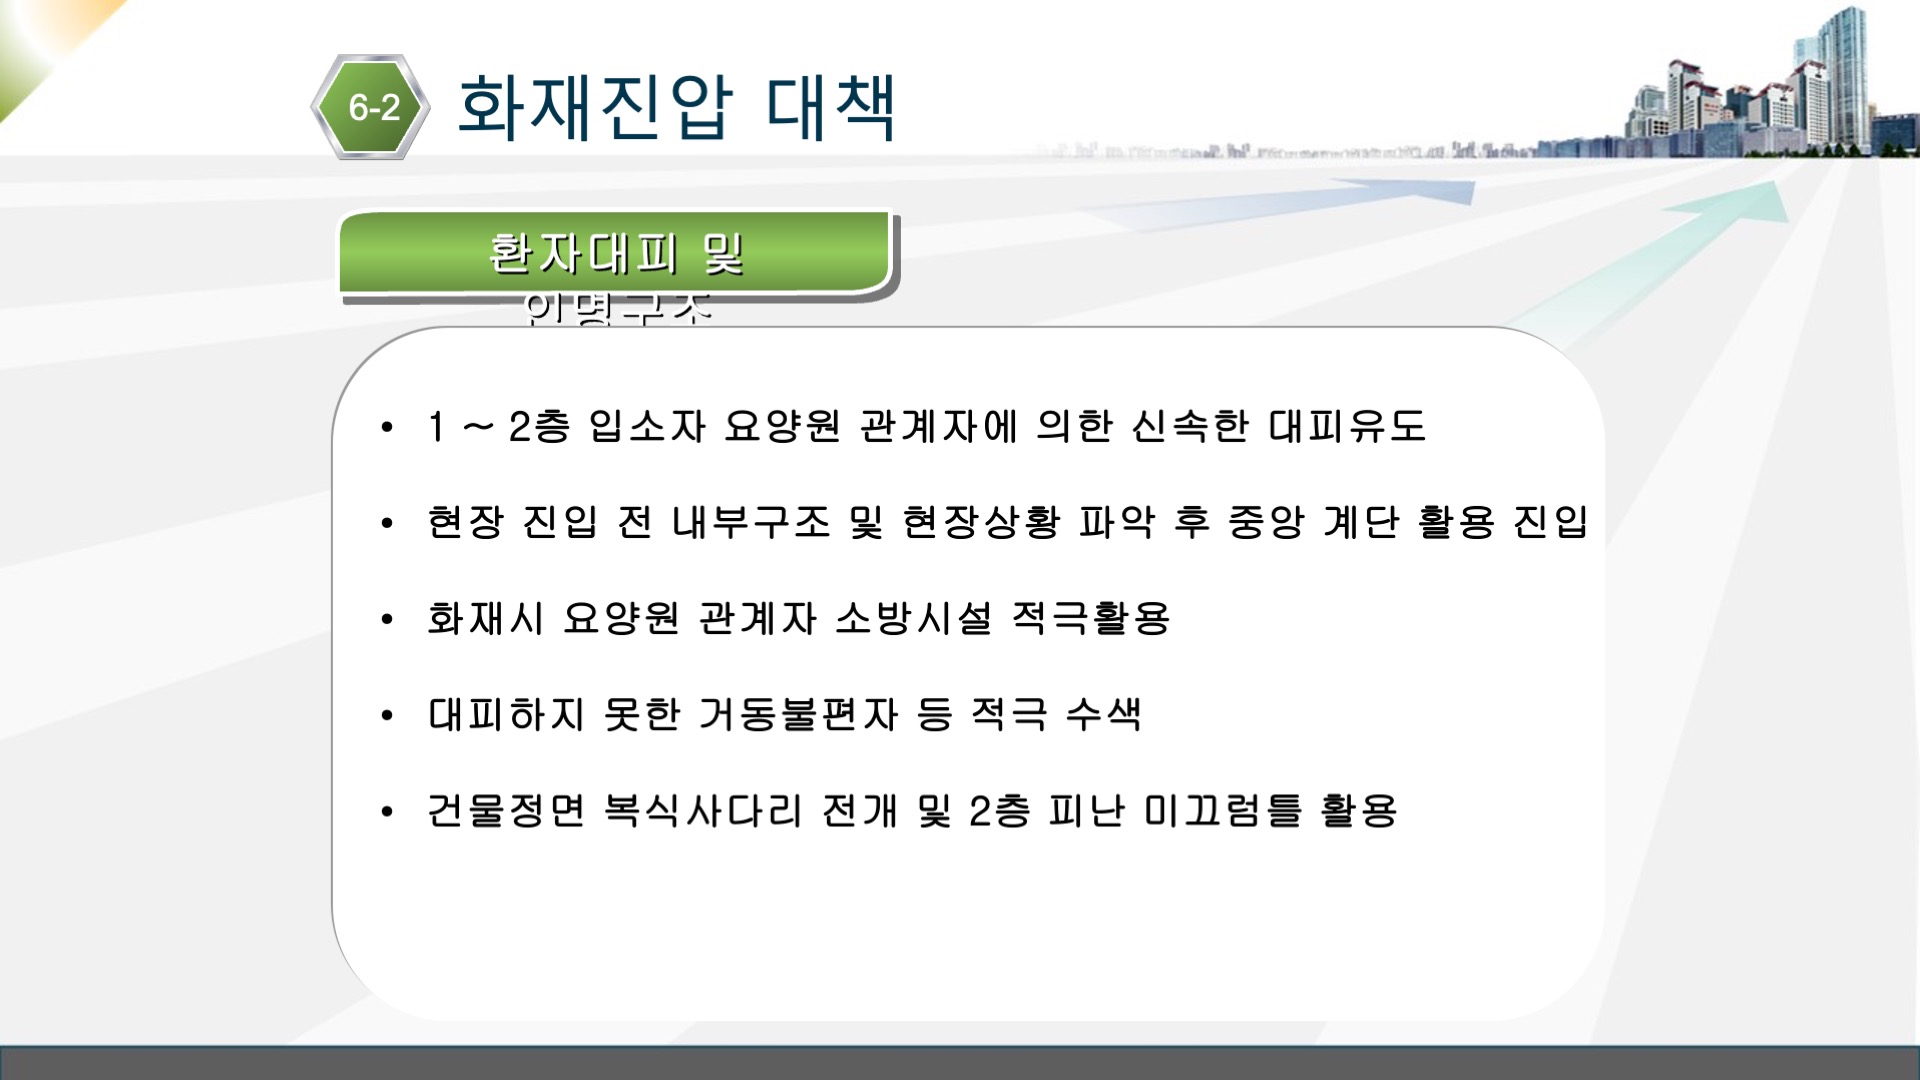 6-2
화재진압 대책
환자대피 및
인명구조
• 1 ~ 2층 입소자 요양원 관계자에 의한 신속한 대피유도
• 현장 진입 전 내부구조 및 현장상황 파악 후 중앙 계단 활용 진입
• 화재시 요양원 관계자 소방시설 적극활용
• 대피하지 못한 거동불편자 등 적극 수색
• 건물정면 복식사다리 전개 및 2층 피난 미끄럼틀 활용